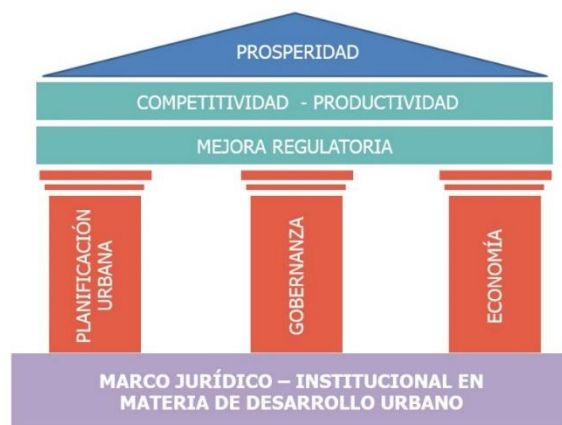 PROSPERIDAD
COMPETITIVIDAD - PRODUCTIVIDAD
MEJORA REGULATORIA
PLANIFICACIÓN
URBANA
GOBERNANZA
ECONOMÍA
MARCO JURÍDICO – INSTITUCIONAL EN
MATERIA DE DESARROLLO URBANO